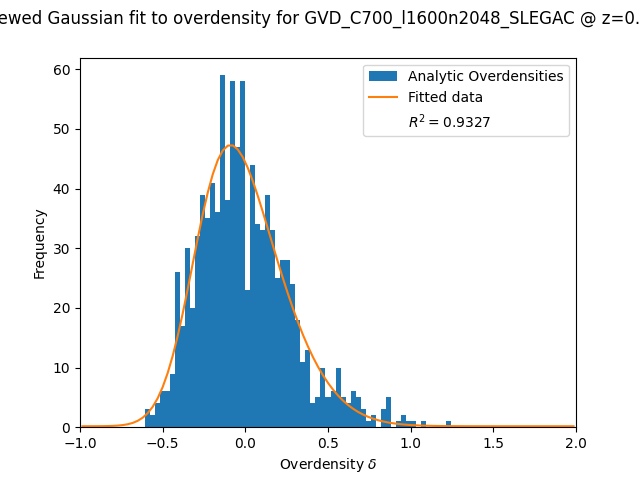 ewed Gaussian fit to overdensity for GVD_C700_l1600n2048_SLEGAC @ z=0.
Analytic Overdensities
Fitted data
R² = 0.9327
Frequency
60
50
40
30
20
10
0
−1.0 −0.5 0.0 0.5 1.0 1.5 2.0
Overdensity δ